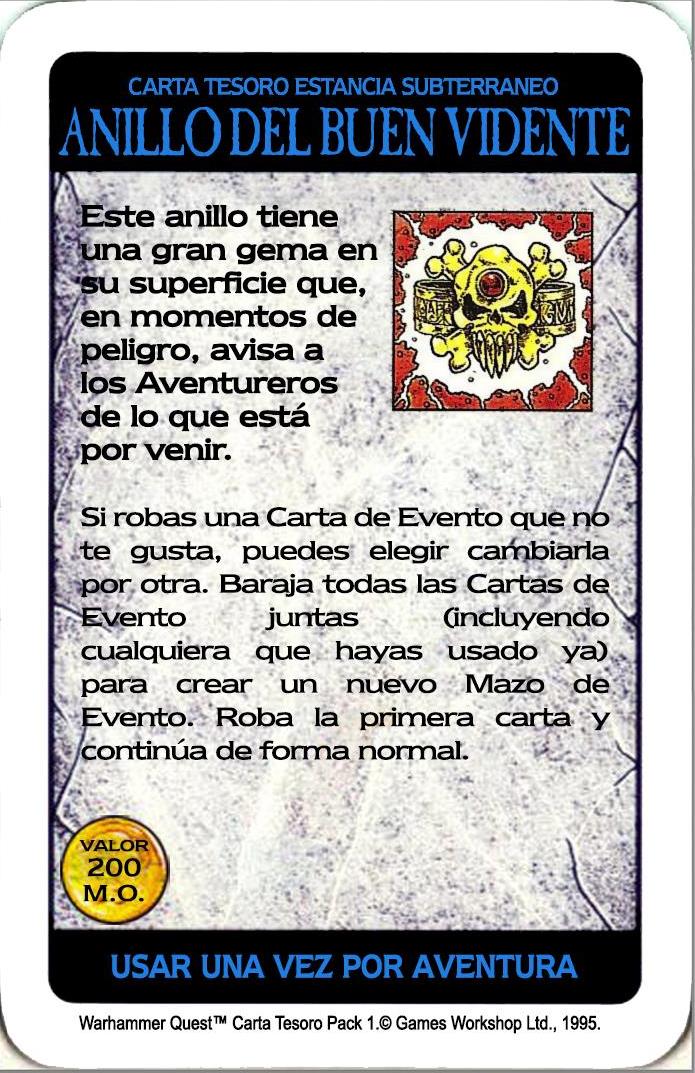 CARTA TESORO ESTANCIA SUBTERRANEO
ANILLO DEL BUEN VIDENTE
Este anillo tiene
una gran gema en
su superficie que,
en momentos de
peligro, avisa a
los Aventureros
de lo que está
por venir.
Si robas una Carta de Evento que no
te gusta, puedes elegir cambiarla
por otra. Baraja todas las Cartas de
Evento juntas (incluyendo
cualquiera que hayas usado ya)
para crear un nuevo Mazo de
Evento. Roba la primera carta y
continúa de forma normal.
VALOR
200
M.O.
USAR UNA VEZ POR AVENTURA
Warhammer Quest™ Carta Tesoro Pack 1.© Games Workshop Ltd., 1995.